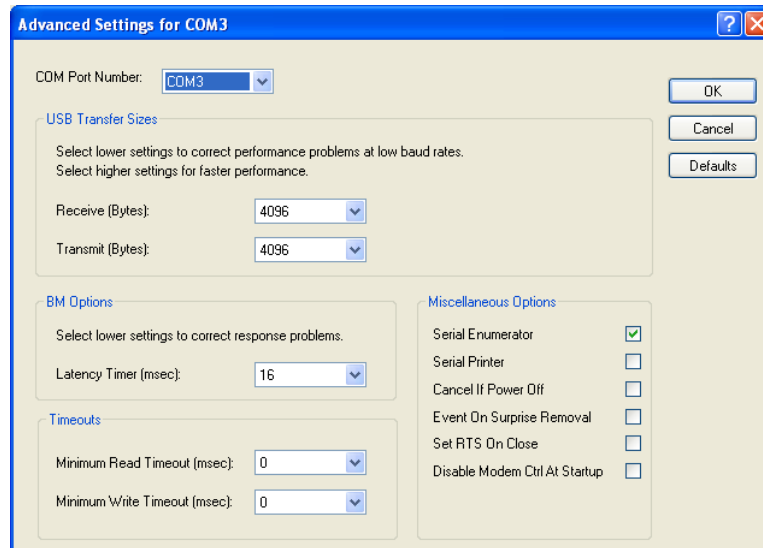 Advanced Settings for COM3
COM Port Number: COM3
OK
Cancel
Defaults
USB Transfer Sizes
Select lower settings to correct performance problems at low baud rates.
Select higher settings for faster performance.
Receive (Bytes): 4096
Transmit (Bytes): 4096
BM Options
Select lower settings to correct response problems.
Latency Timer (msec): 16
Timeouts
Minimum Read Timeout (msec): 0
Minimum Write Timeout (msec): 0
Miscellaneous Options
Serial Enumerator
Serial Printer
Cancel If Power Off
Event On Surprise Removal
Set RTS On Close
Disable Modem Ctrl At Startup